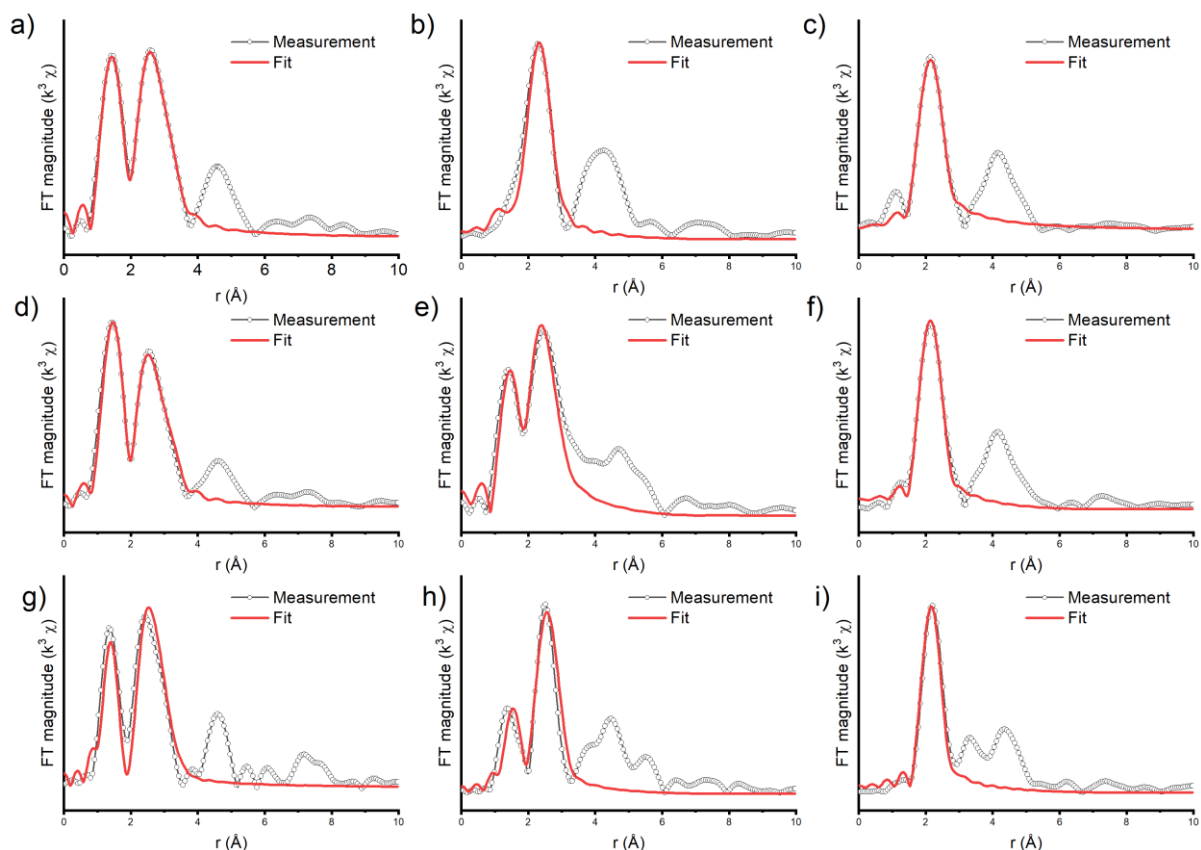 a)
Measurement
Fit
FT magnitude (k³ χ)
0 2 4 6 8 10
r (Å)
b)
Measurement
Fit
FT magnitude (k³ χ)
0 2 4 6 8 10
r (Å)
c)
Measurement
Fit
FT magnitude (k³ χ)
0 2 4 6 8 10
r (Å)
d)
Measurement
Fit
FT magnitude (k³ χ)
0 2 4 6 8 10
r (Å)
e)
Measurement
Fit
FT magnitude (k³ χ)
0 2 4 6 8 10
r (Å)
f)
Measurement
Fit
FT magnitude (k³ χ)
0 2 4 6 8 10
r (Å)
g)
Measurement
Fit
FT magnitude (k³ χ)
0 2 4 6 8 10
r (Å)
h)
Measurement
Fit
FT magnitude (k³ χ)
0 2 4 6 8 10
r (Å)
i)
Measurement
Fit
FT magnitude (k³ χ)
0 2 4 6 8 10
r (Å)